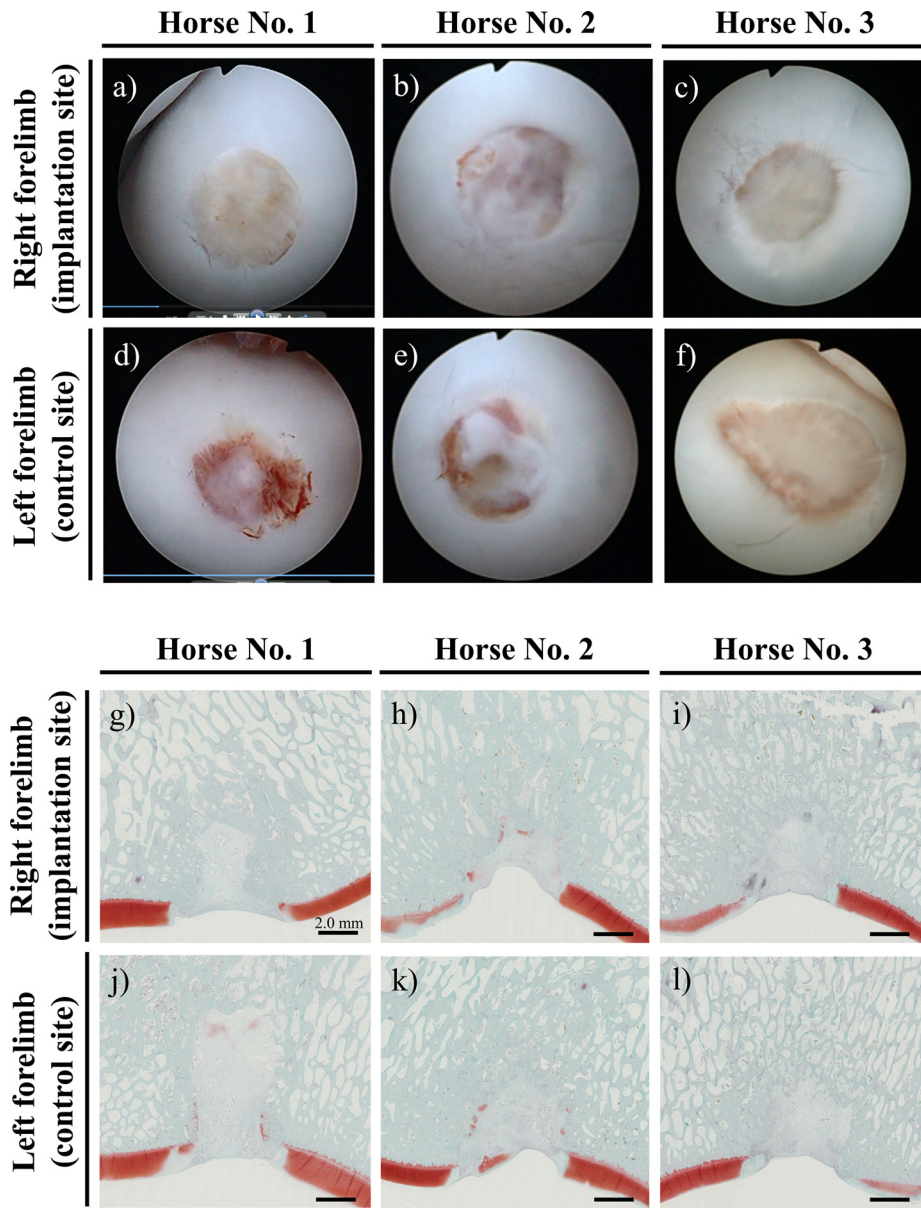 Horse No. 1
Horse No. 2
Horse No. 3
Right forelimb
(implantation site)
a)
b)
c)
Left forelimb
(control site)
d)
e)
f)
Horse No. 1
Horse No. 2
Horse No. 3
Right forelimb
(implantation site)
g)
h)
i)
2.0 mm
Left forelimb
(control site)
j)
k)
l)